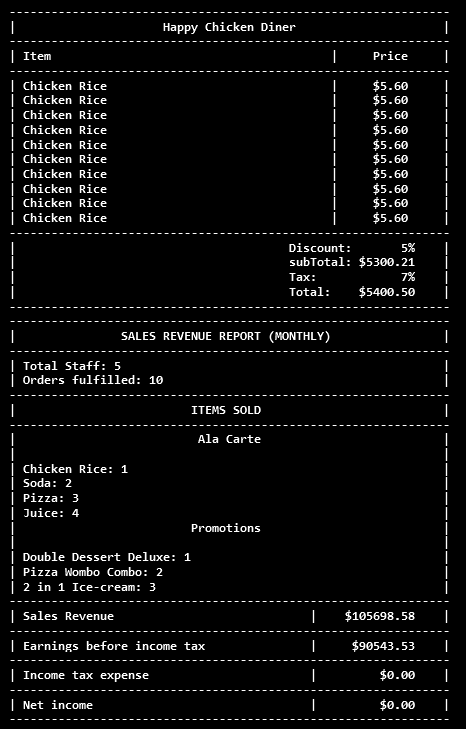 Happy Chicken Diner
Item | Price
Chicken Rice | $5.60
Chicken Rice | $5.60
Chicken Rice | $5.60
Chicken Rice | $5.60
Chicken Rice | $5.60
Chicken Rice | $5.60
Chicken Rice | $5.60
Chicken Rice | $5.60
Chicken Rice | $5.60
Chicken Rice | $5.60
Discount: 5%
subTotal: $5300.21
Tax: 7%
Total: $5400.50
SALES REVENUE REPORT (MONTHLY)
Total Staff: 5
Orders fulfilled: 10
ITEMS SOLD
Ala Carte
Chicken Rice: 1
Soda: 2
Pizza: 3
Juice: 4
Promotions
Double Dessert Deluxe: 1
Pizza Wombo Combo: 2
2 in 1 Ice-cream: 3
Sales Revenue | $105698.58
Earnings before income tax | $90543.53
Income tax expense | $0.00
Net income | $0.00